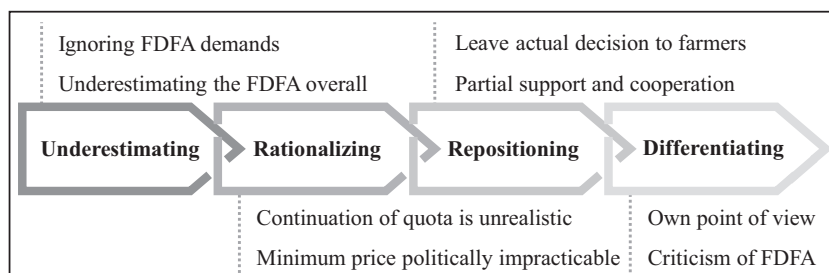 Ignoring FDFA demands
Underestimating the FDFA overall
Leave actual decision to farmers
Partial support and cooperation
Underestimating
Rationalizing
Repositioning
Differentiating
Continuation of quota is unrealistic
Minimum price politically impracticable
Own point of view
Criticism of FDFA